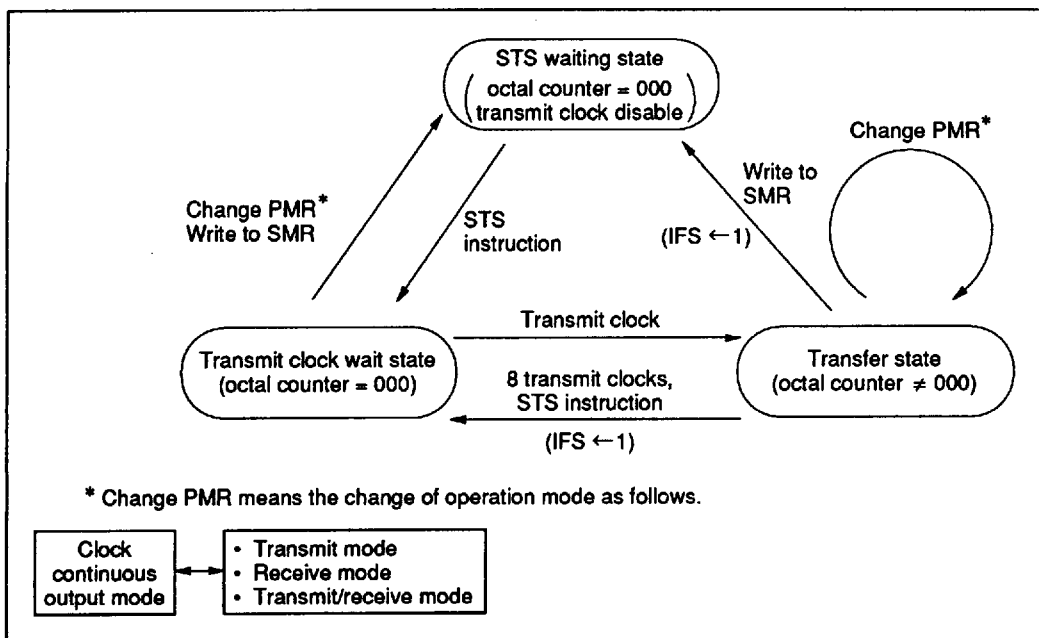 STS waiting state
octal counter = 000
transmit clock disable
Change PMR*
Write to
SMR
(IFS ←1)
Change PMR*
Write to SMR
STS
instruction
Transmit clock
Transmit clock wait state
(octal counter = 000)
Transfer state
(octal counter ≠ 000)
8 transmit clocks,
STS instruction
(IFS ←1)
* Change PMR means the change of operation mode as follows.
Clock
continuous
output mode
• Transmit mode
• Receive mode
• Transmit/receive mode